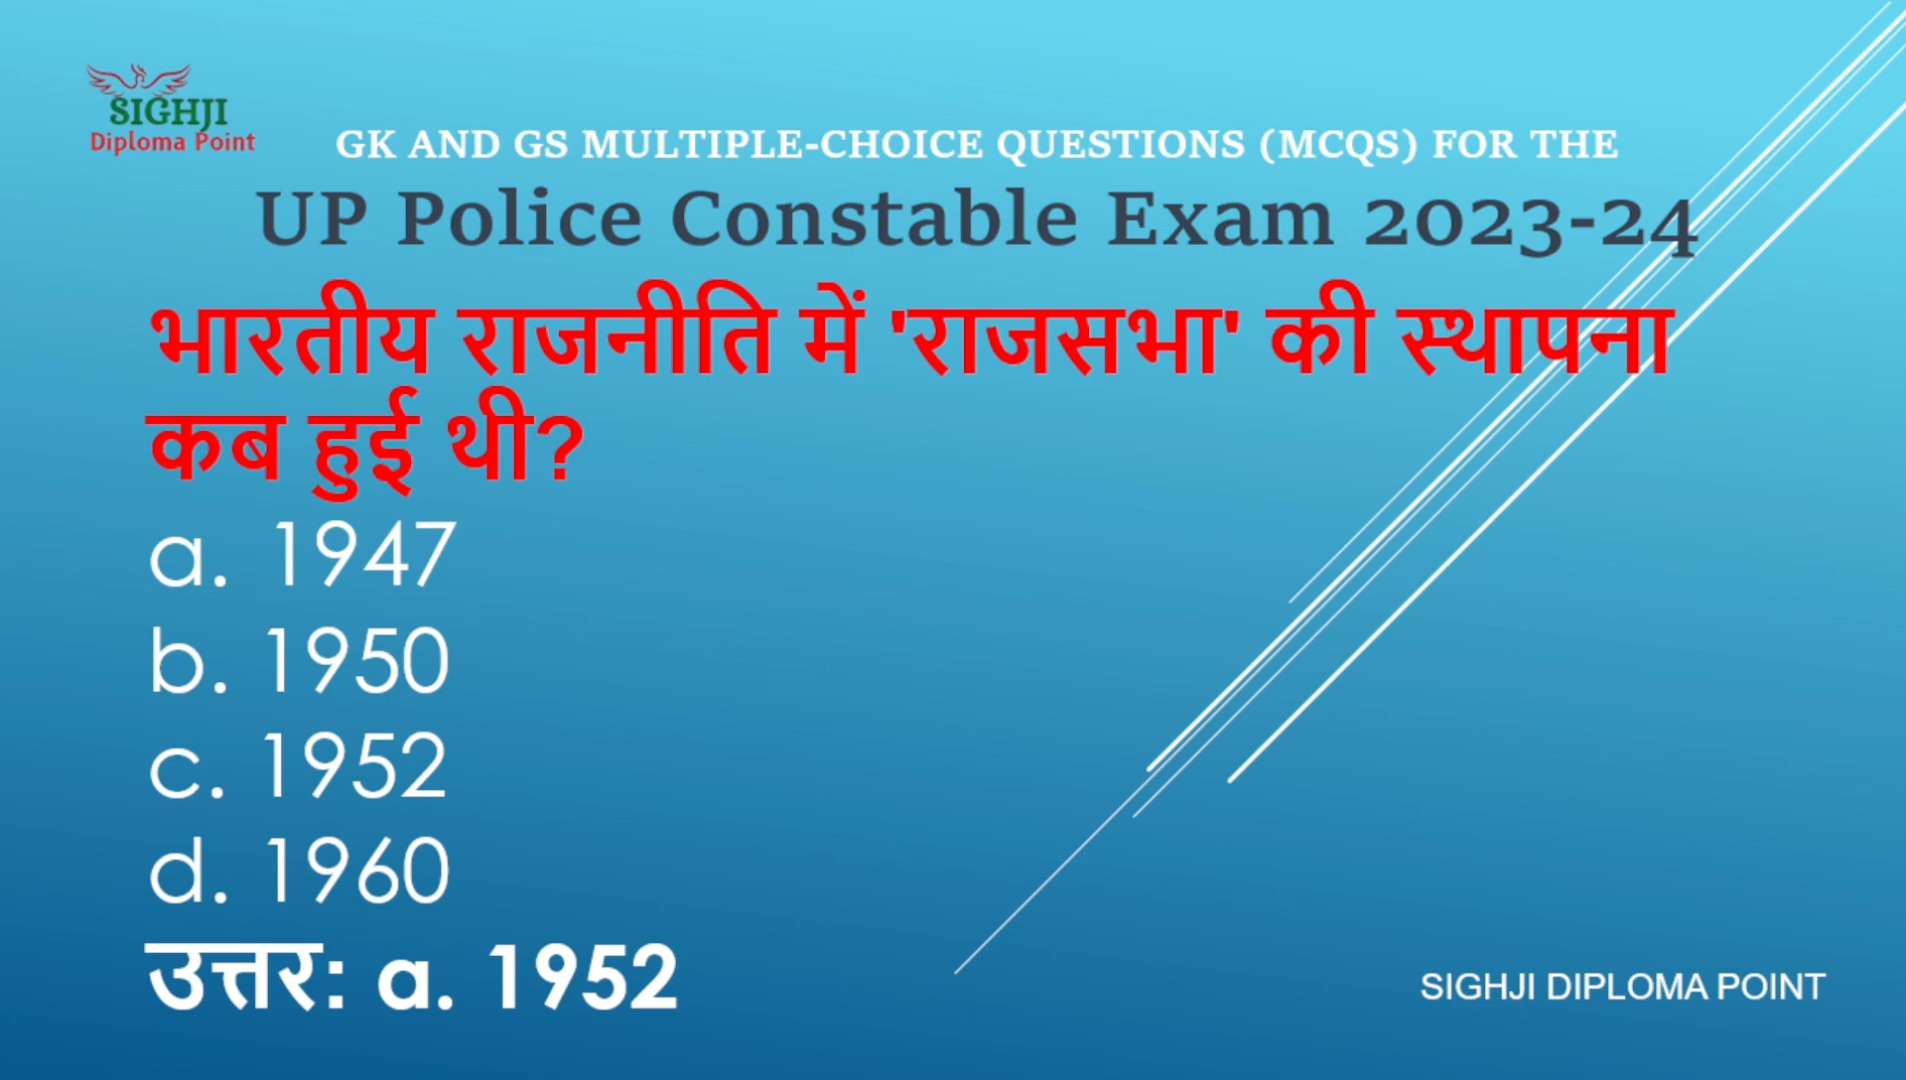 SIGHJI
Diploma Point
GK AND GS MULTIPLE-CHOICE QUESTIONS (MCQS) FOR THE
UP Police Constable Exam 2023-24
भारतीय राजनीति में 'राजसभा' की स्थापना
कब हुई थी?
a. 1947
b. 1950
c. 1952
d. 1960
उत्तर: a. 1952
SIGHJI DIPLOMA POINT